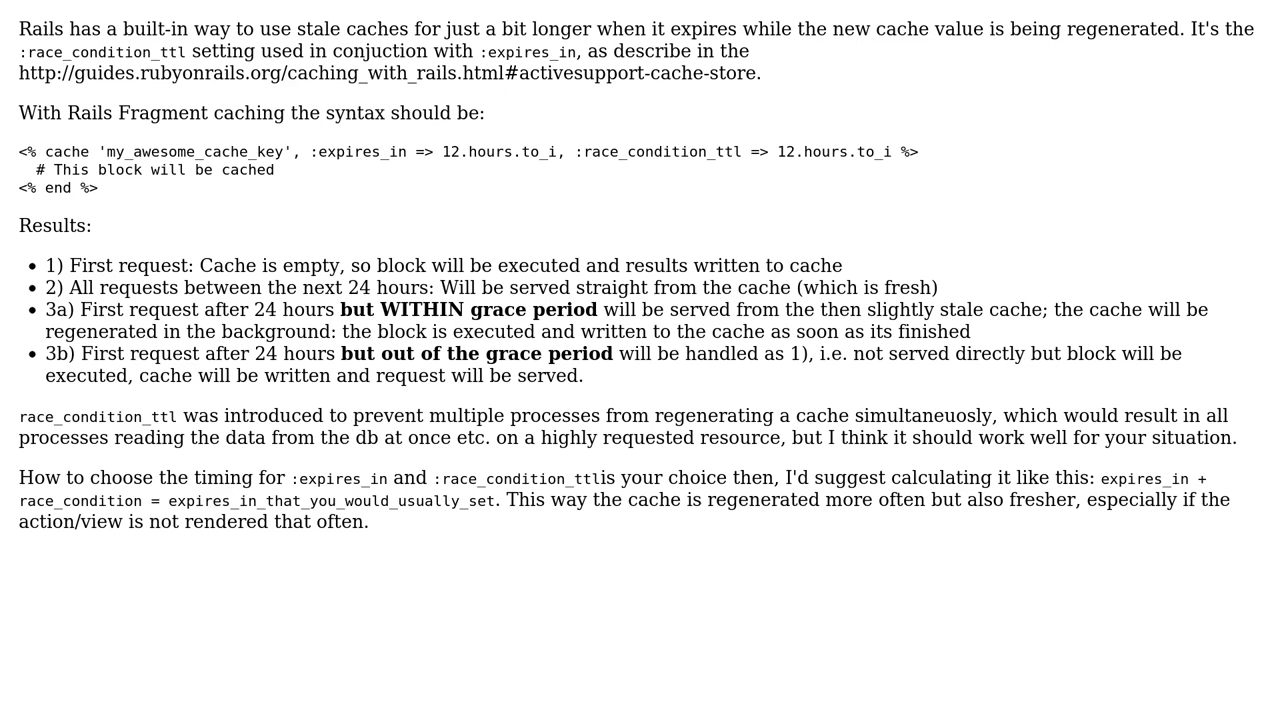 Rails has a built-in way to use stale caches for just a bit longer when it expires while the new cache value is being regenerated. It's the
:race_condition_ttl setting used in conjuction with :expires_in, as describe in the
http://guides.rubyonrails.org/caching_with_rails.html#activesupport-cache-store.
With Rails Fragment caching the syntax should be:
<% cache 'my_awesome_cache_key', :expires_in => 12.hours.to_i, :race_condition_ttl => 12.hours.to_i %>
  # This block will be cached
<% end %>
Results:
• 1) First request: Cache is empty, so block will be executed and results written to cache
• 2) All requests between the next 24 hours: Will be served straight from the cache (which is fresh)
• 3a) First request after 24 hours but WITHIN grace period will be served from the then slightly stale cache; the cache will be
regenerated in the background: the block is executed and written to the cache as soon as its finished
• 3b) First request after 24 hours but out of the grace period will be handled as 1), i.e. not served directly but block will be
executed, cache will be written and request will be served.
race_condition_ttl was introduced to prevent multiple processes from regenerating a cache simultaneuosly, which would result in all
processes reading the data from the db at once etc. on a highly requested resource, but I think it should work well for your situation.
How to choose the timing for :expires_in and :race_condition_ttlis your choice then, I'd suggest calculating it like this: expires_in +
race_condition = expires_in_that_you_would_usually_set. This way the cache is regenerated more often but also fresher, especially if the
action/view is not rendered that often.